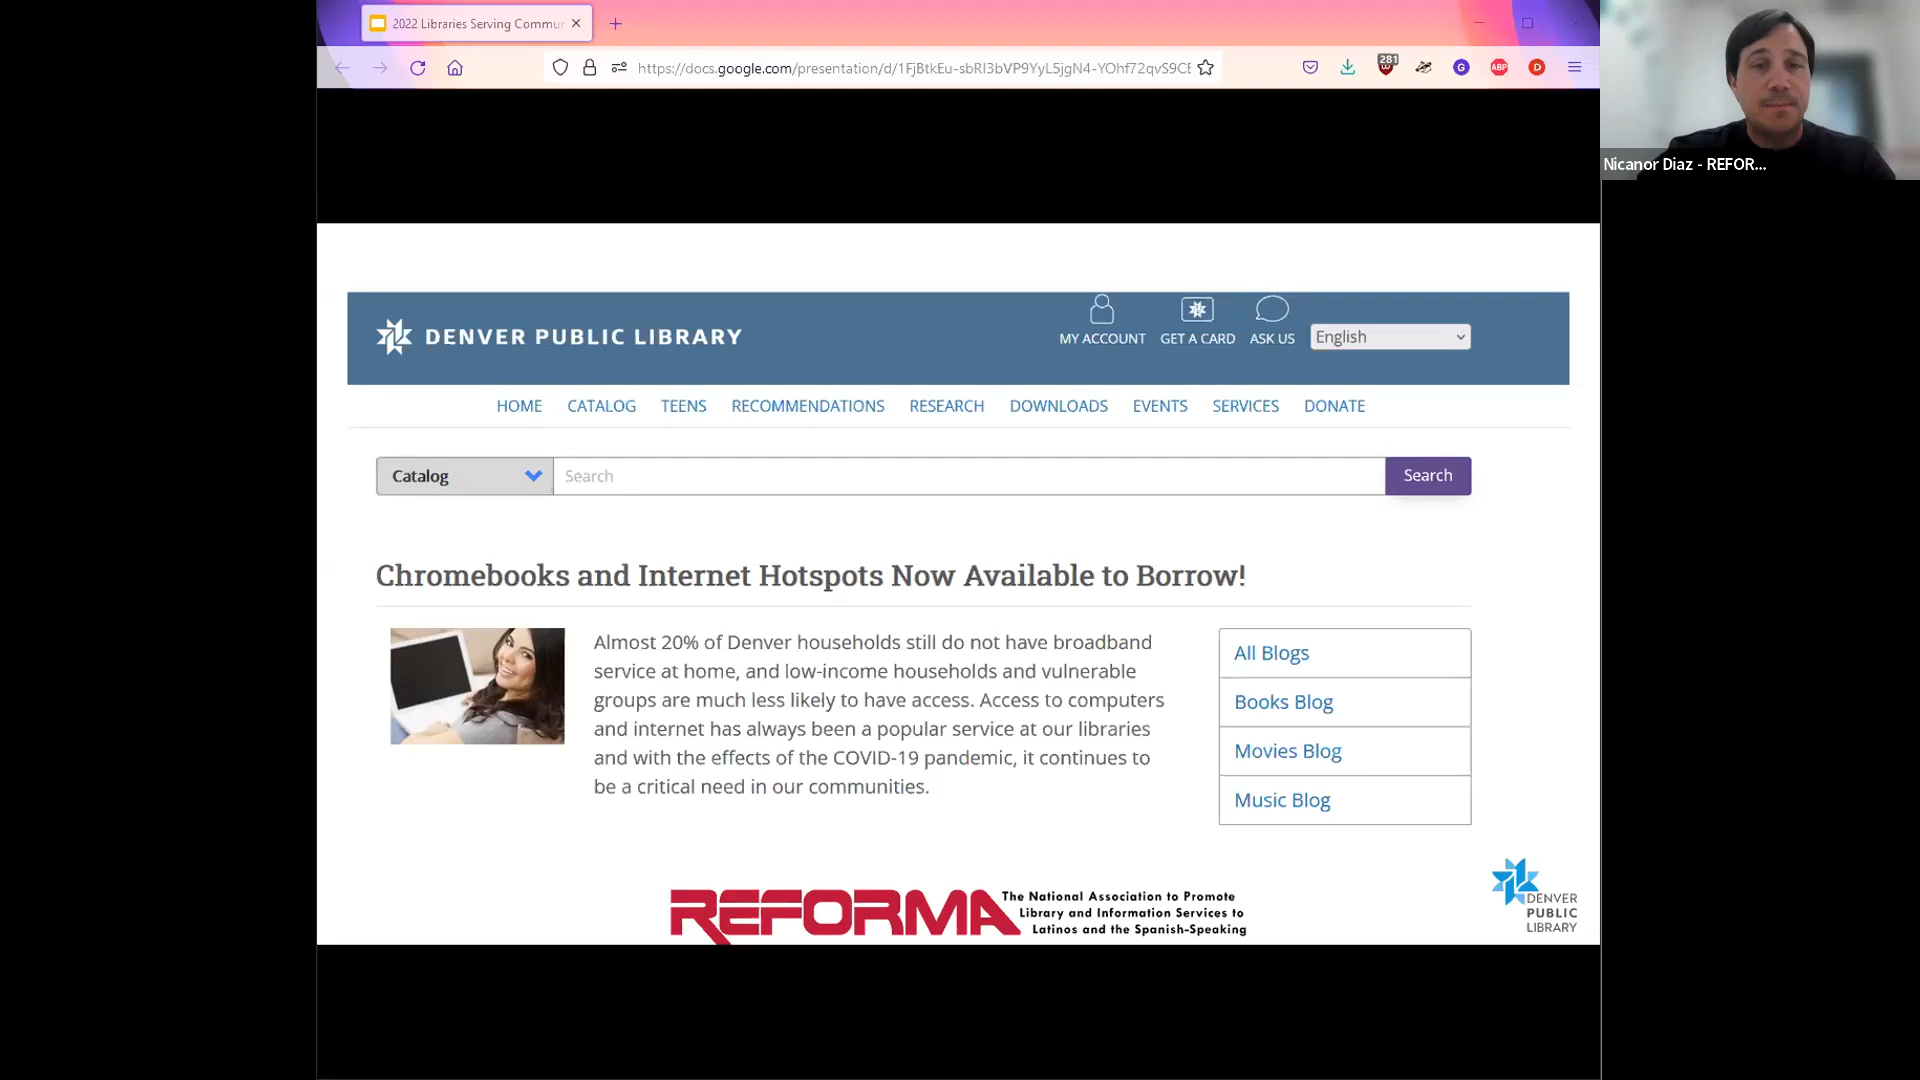 2022 Libraries Serving Commu
https://docs.google.com/presentation/d/1FjBtkEu-sbRI3bVP9YyL5jgN4-YOhf72qvS9CE
281
G
ABP
D
Nicanor Diaz - REFOR...
DENVER PUBLIC LIBRARY
MY ACCOUNT
GET A CARD
ASK US
English
HOME CATALOG TEENS RECOMMENDATIONS RESEARCH DOWNLOADS EVENTS SERVICES DONATE
Catalog
Search
Search
Chromebooks and Internet Hotspots Now Available to Borrow!
Almost 20% of Denver households still do not have broadband
service at home, and low-income households and vulnerable
groups are much less likely to have access. Access to computers
and internet has always been a popular service at our libraries
and with the effects of the COVID-19 pandemic, it continues to
be a critical need in our communities.
All Blogs
Books Blog
Movies Blog
Music Blog
REFORMA
The National Association to Promote
Library and Information Services to
Latinos and the Spanish-Speaking
DENVER
PUBLIC
LIBRARY